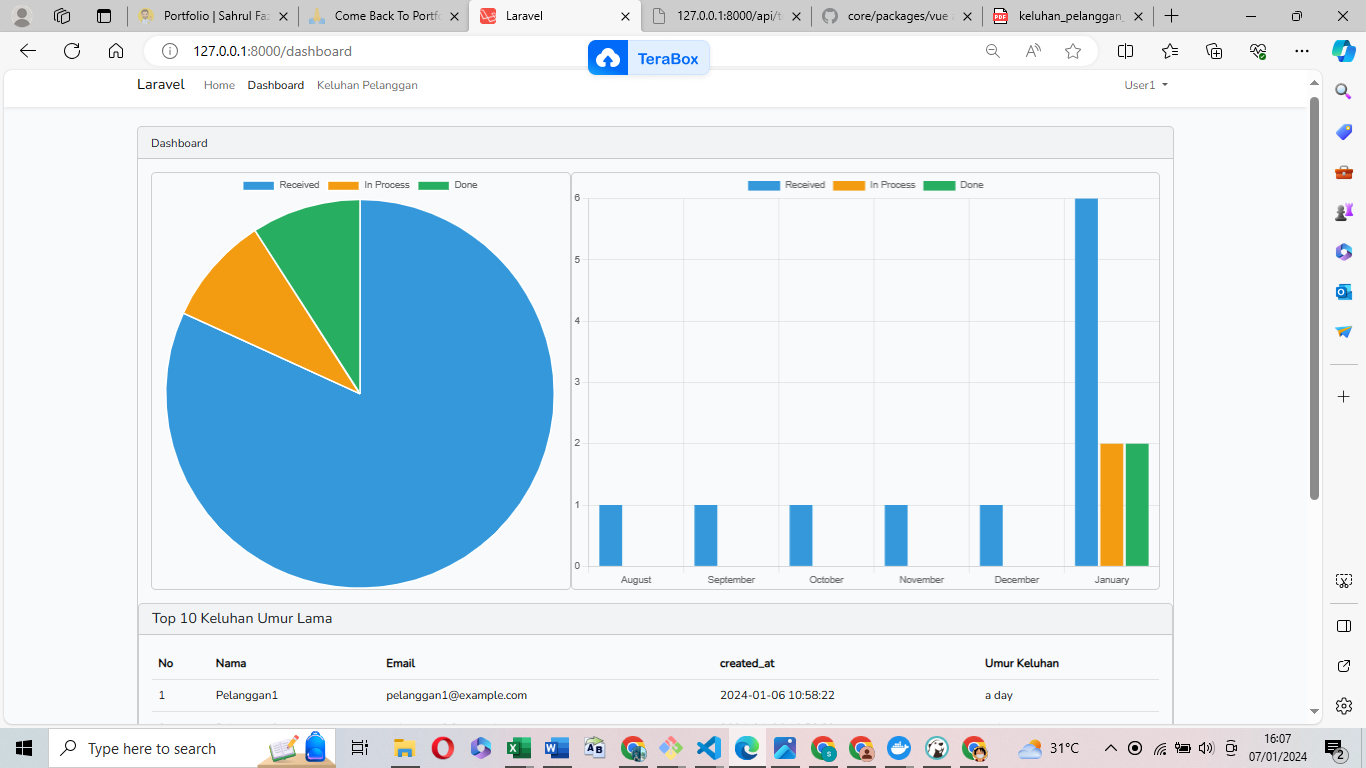 Portfolio | Sahrul Fa
Come Back To Portf
Laravel
127.0.0.1:8000/api/t
core/packages/vue
keluhan_pelanggan_
127.0.0.1:8000/dashboard
TeraBox
Laravel Home Dashboard Keluhan Pelanggan User1
Dashboard
Received In Process Done
Received In Process Done
6
5
4
3
2
1
0
August September October November December January
Top 10 Keluhan Umur Lama
No Nama Email created_at Umur Keluhan
1 Pelanggan1 pelanggan1@example.com 2024-01-06 10:58:22 a day
Type here to search
31°C
16:07
07/01/2024
2